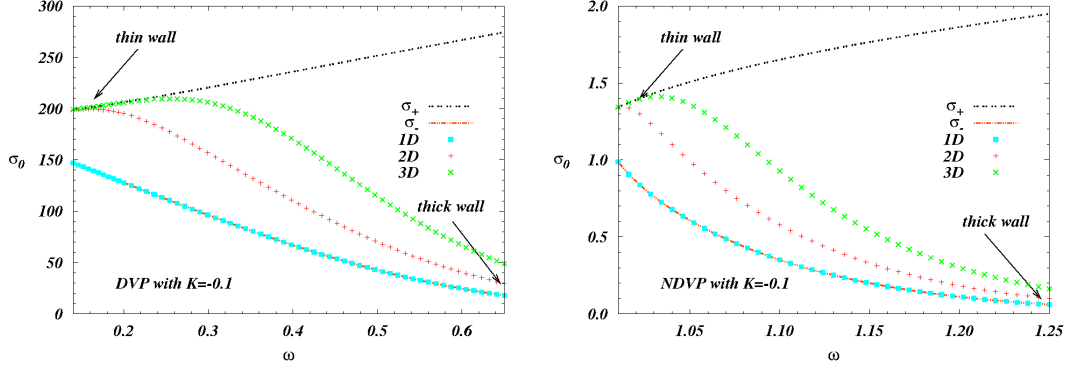 300
250
200
150
100
50
0
σ0
thin wall
σ+
σ-
1D
2D
3D
thick wall
DVP with K=-0.1
0.2 0.3 0.4 0.5 0.6
ω
2.0
1.5
1.0
0.5
0.0
σ0
thin wall
σ+
σ-
1D
2D
3D
thick wall
NDVP with K=-0.1
1.05 1.10 1.15 1.20 1.25
ω